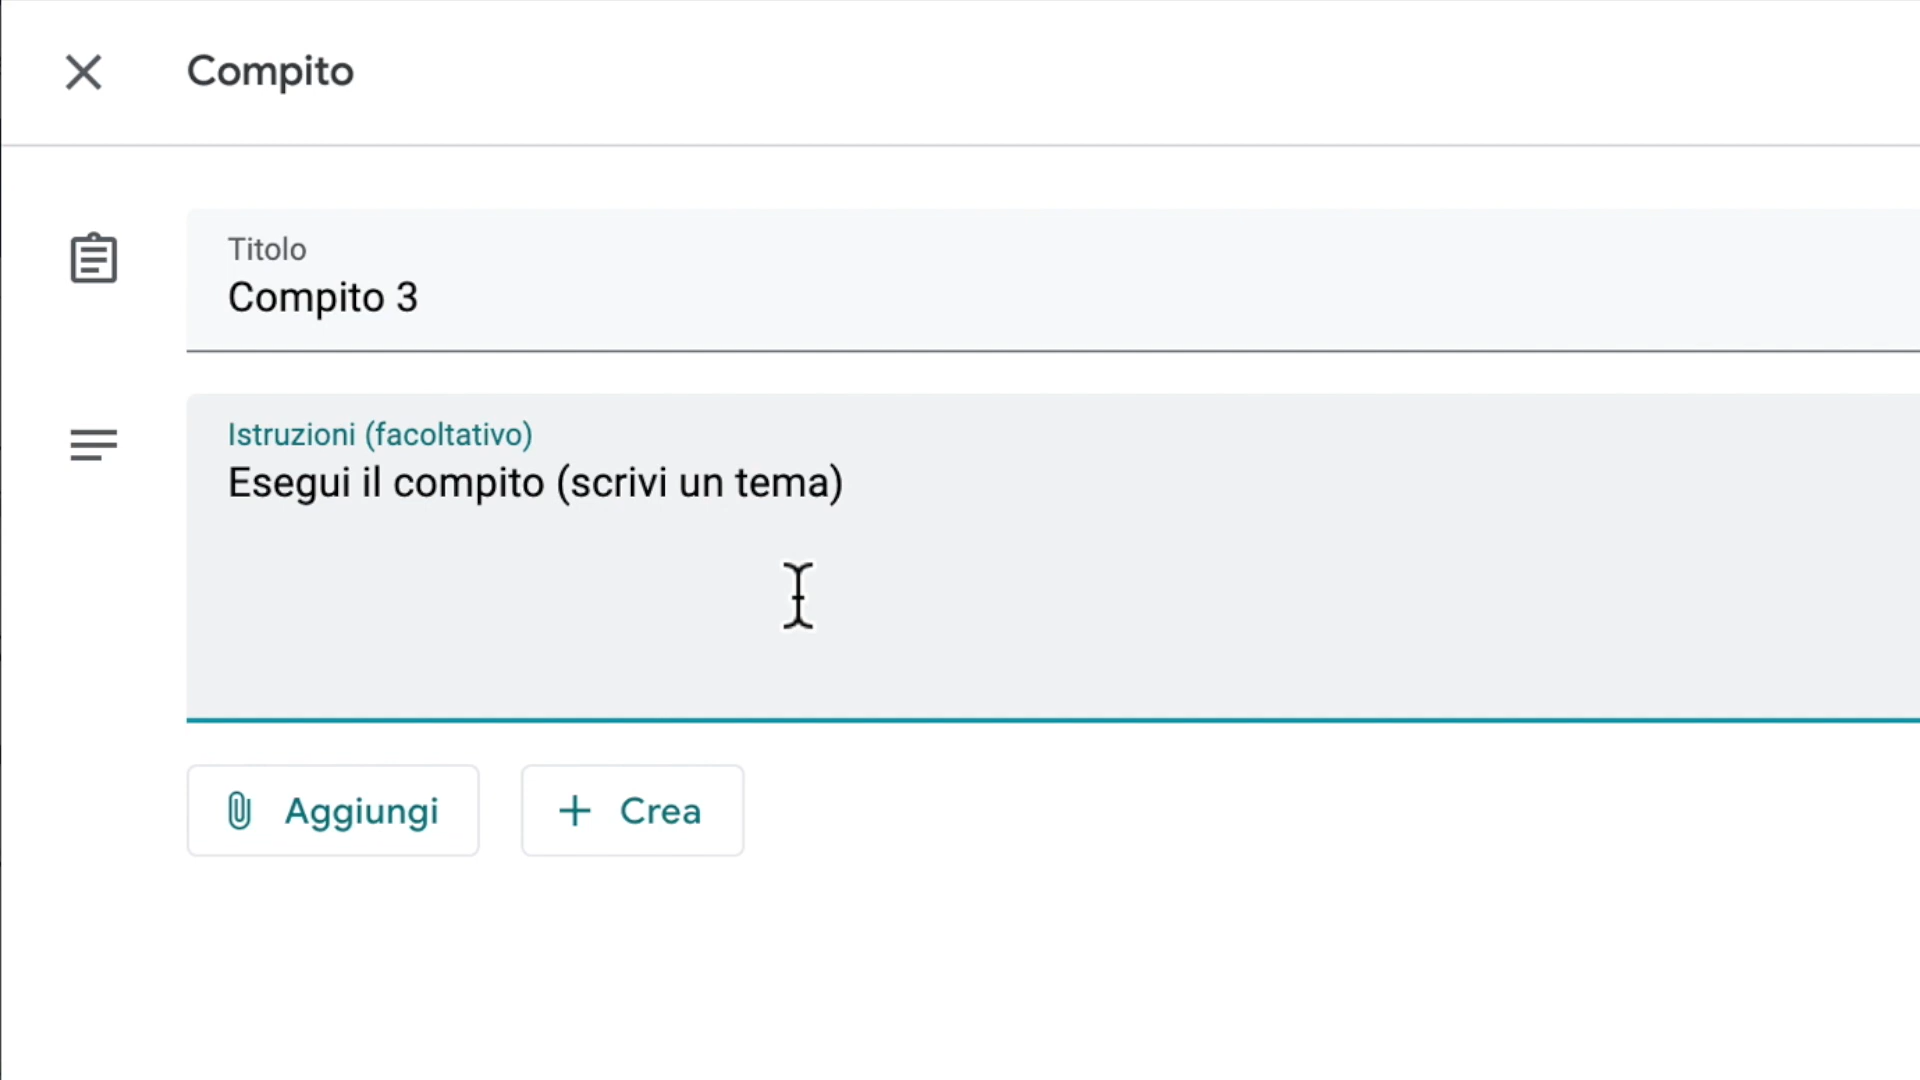 Compito
Titolo
Compito 3
Istruzioni (facoltativo)
Esegui il compito (scrivi un tema)
Aggiungi
Crea